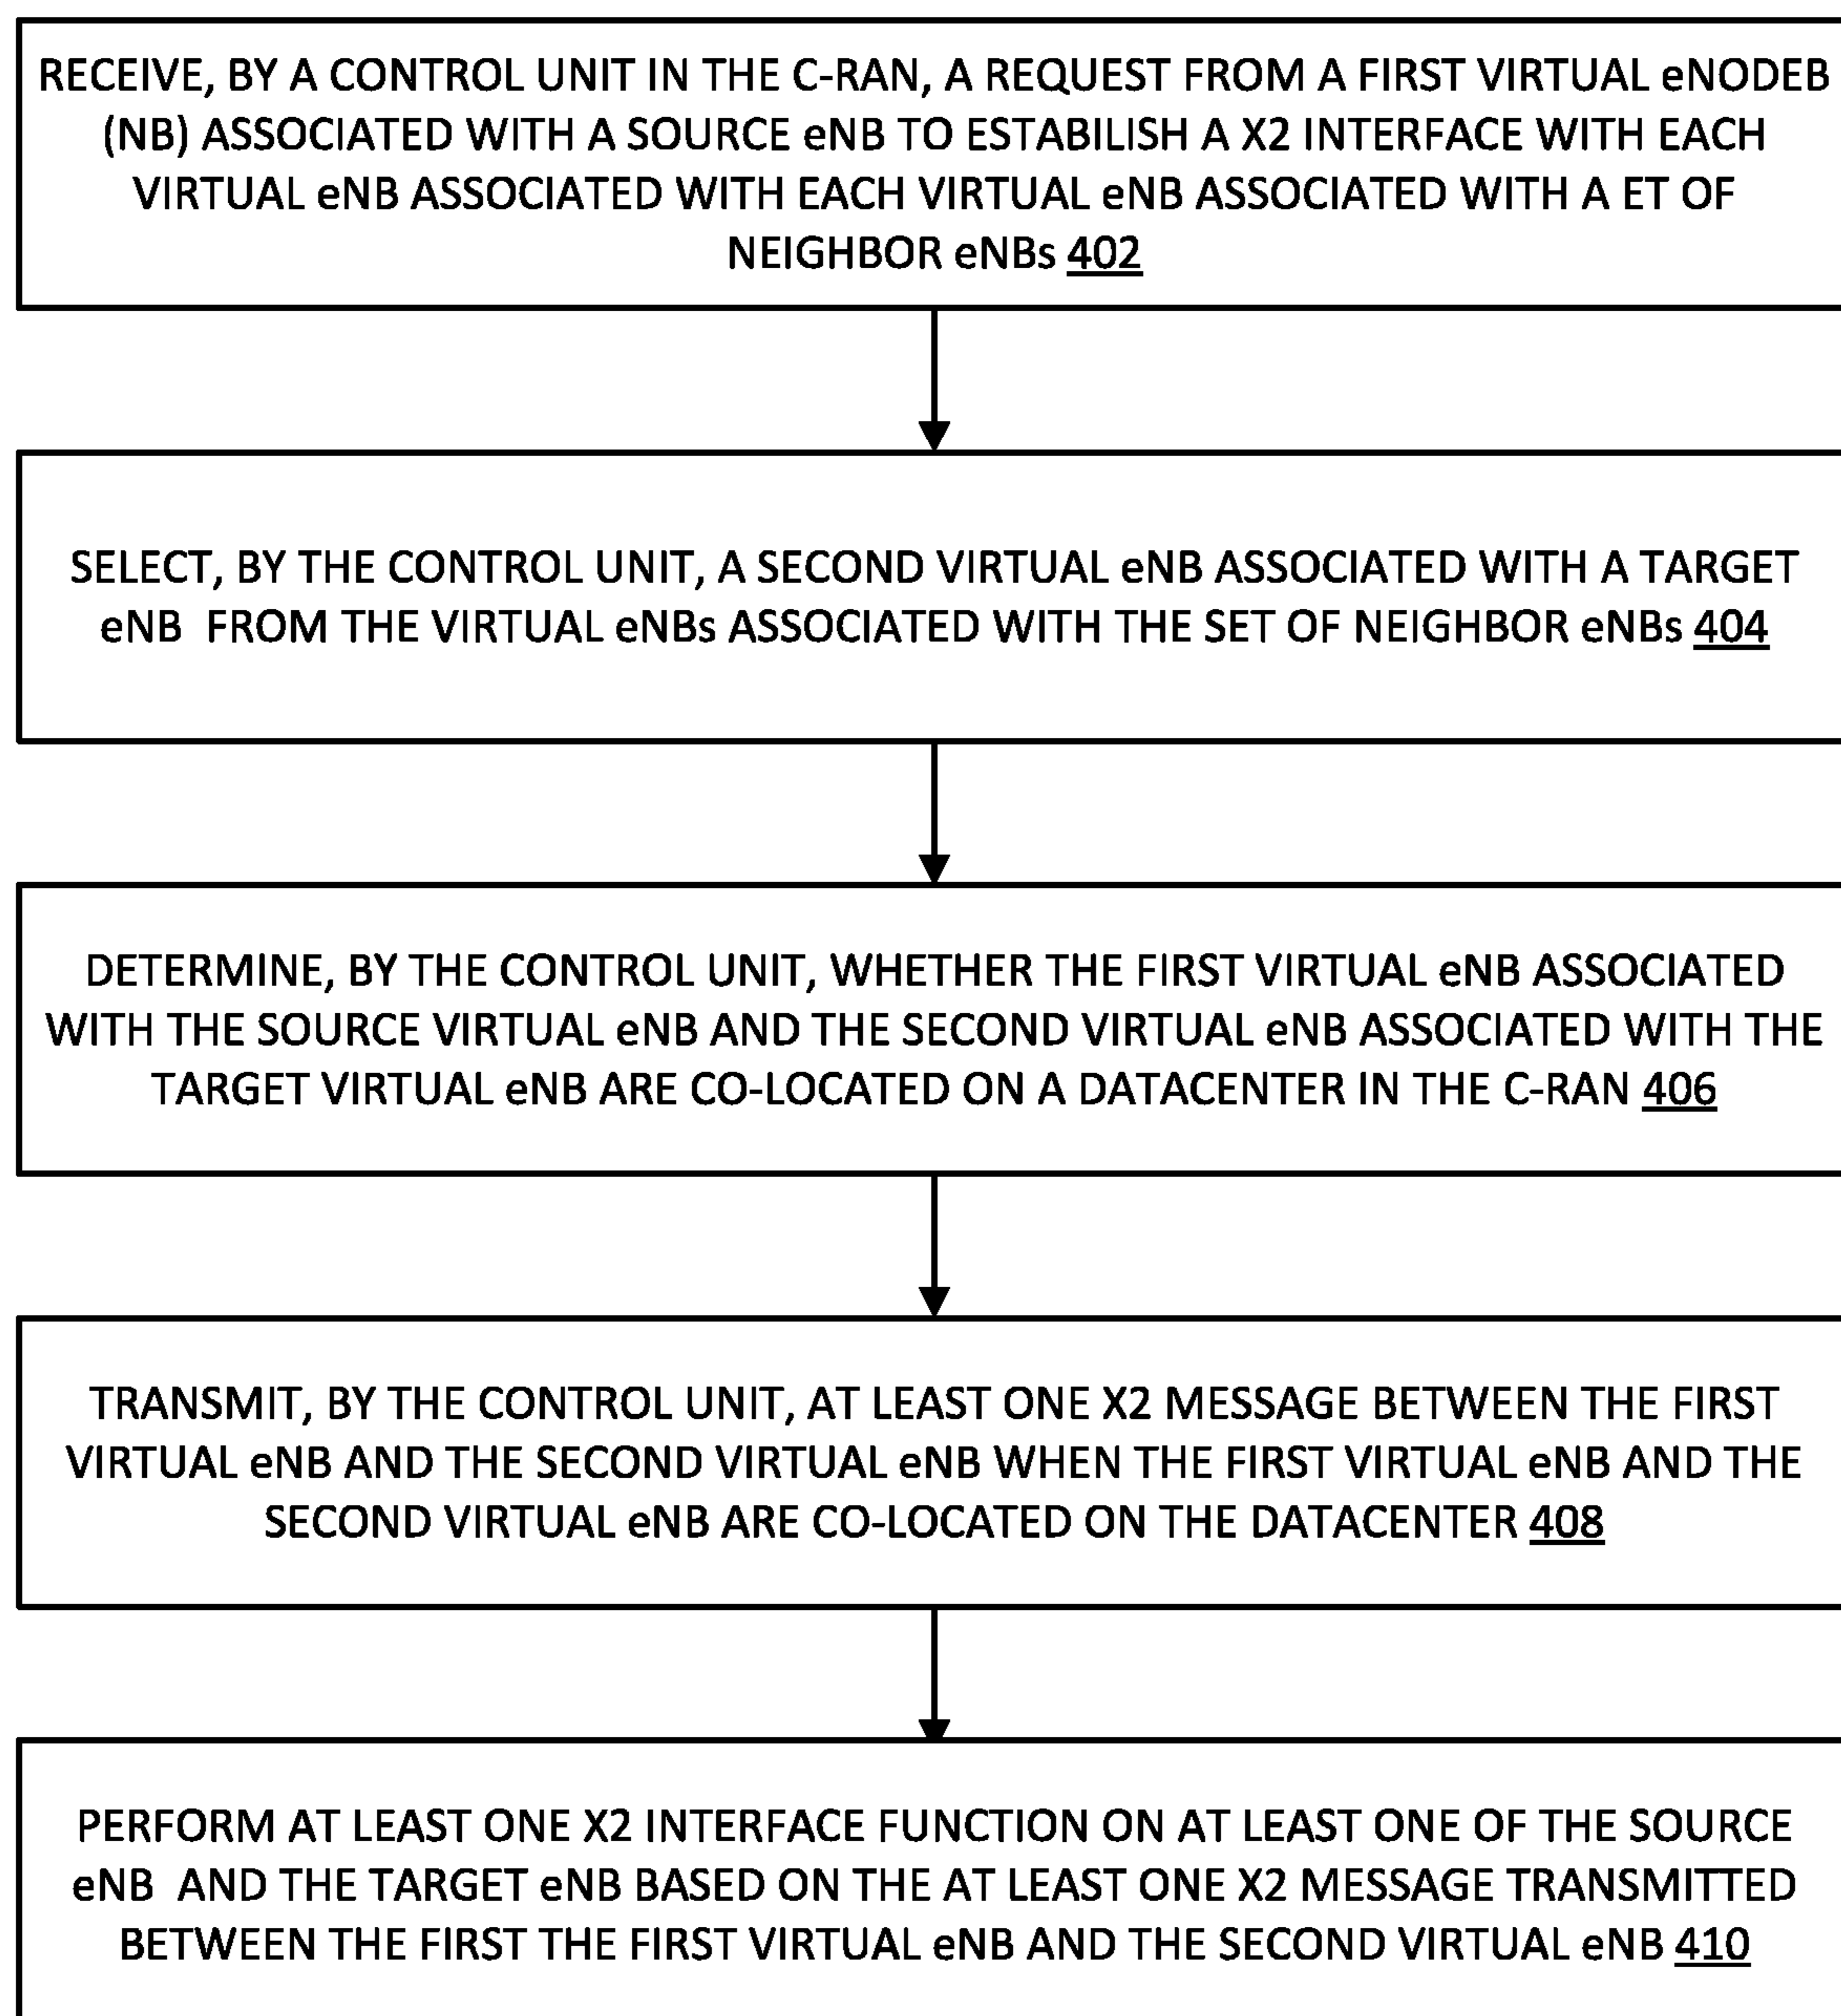 RECEIVE, BY A CONTROL UNIT IN THE C-RAN, A REQUEST FROM A FIRST VIRTUAL eNODEB
(NB) ASSOCIATED WITH A SOURCE eNB TO ESTABILISH A X2 INTERFACE WITH EACH
VIRTUAL eNB ASSOCIATED WITH EACH VIRTUAL eNB ASSOCIATED WITH A ET OF
NEIGHBOR eNBs 402
SELECT, BY THE CONTROL UNIT, A SECOND VIRTUAL eNB ASSOCIATED WITH A TARGET
eNB FROM THE VIRTUAL eNBs ASSOCIATED WITH THE SET OF NEIGHBOR eNBs 404
DETERMINE, BY THE CONTROL UNIT, WHETHER THE FIRST VIRTUAL eNB ASSOCIATED
WITH THE SOURCE VIRTUAL eNB AND THE SECOND VIRTUAL eNB ASSOCIATED WITH THE
TARGET VIRTUAL eNB ARE CO-LOCATED ON A DATACENTER IN THE C-RAN 406
TRANSMIT, BY THE CONTROL UNIT, AT LEAST ONE X2 MESSAGE BETWEEN THE FIRST
VIRTUAL eNB AND THE SECOND VIRTUAL eNB WHEN THE FIRST VIRTUAL eNB AND THE
SECOND VIRTUAL eNB ARE CO-LOCATED ON THE DATACENTER 408
PERFORM AT LEAST ONE X2 INTERFACE FUNCTION ON AT LEAST ONE OF THE SOURCE
eNB AND THE TARGET eNB BASED ON THE AT LEAST ONE X2 MESSAGE TRANSMITTED
BETWEEN THE FIRST THE FIRST VIRTUAL eNB AND THE SECOND VIRTUAL eNB 410